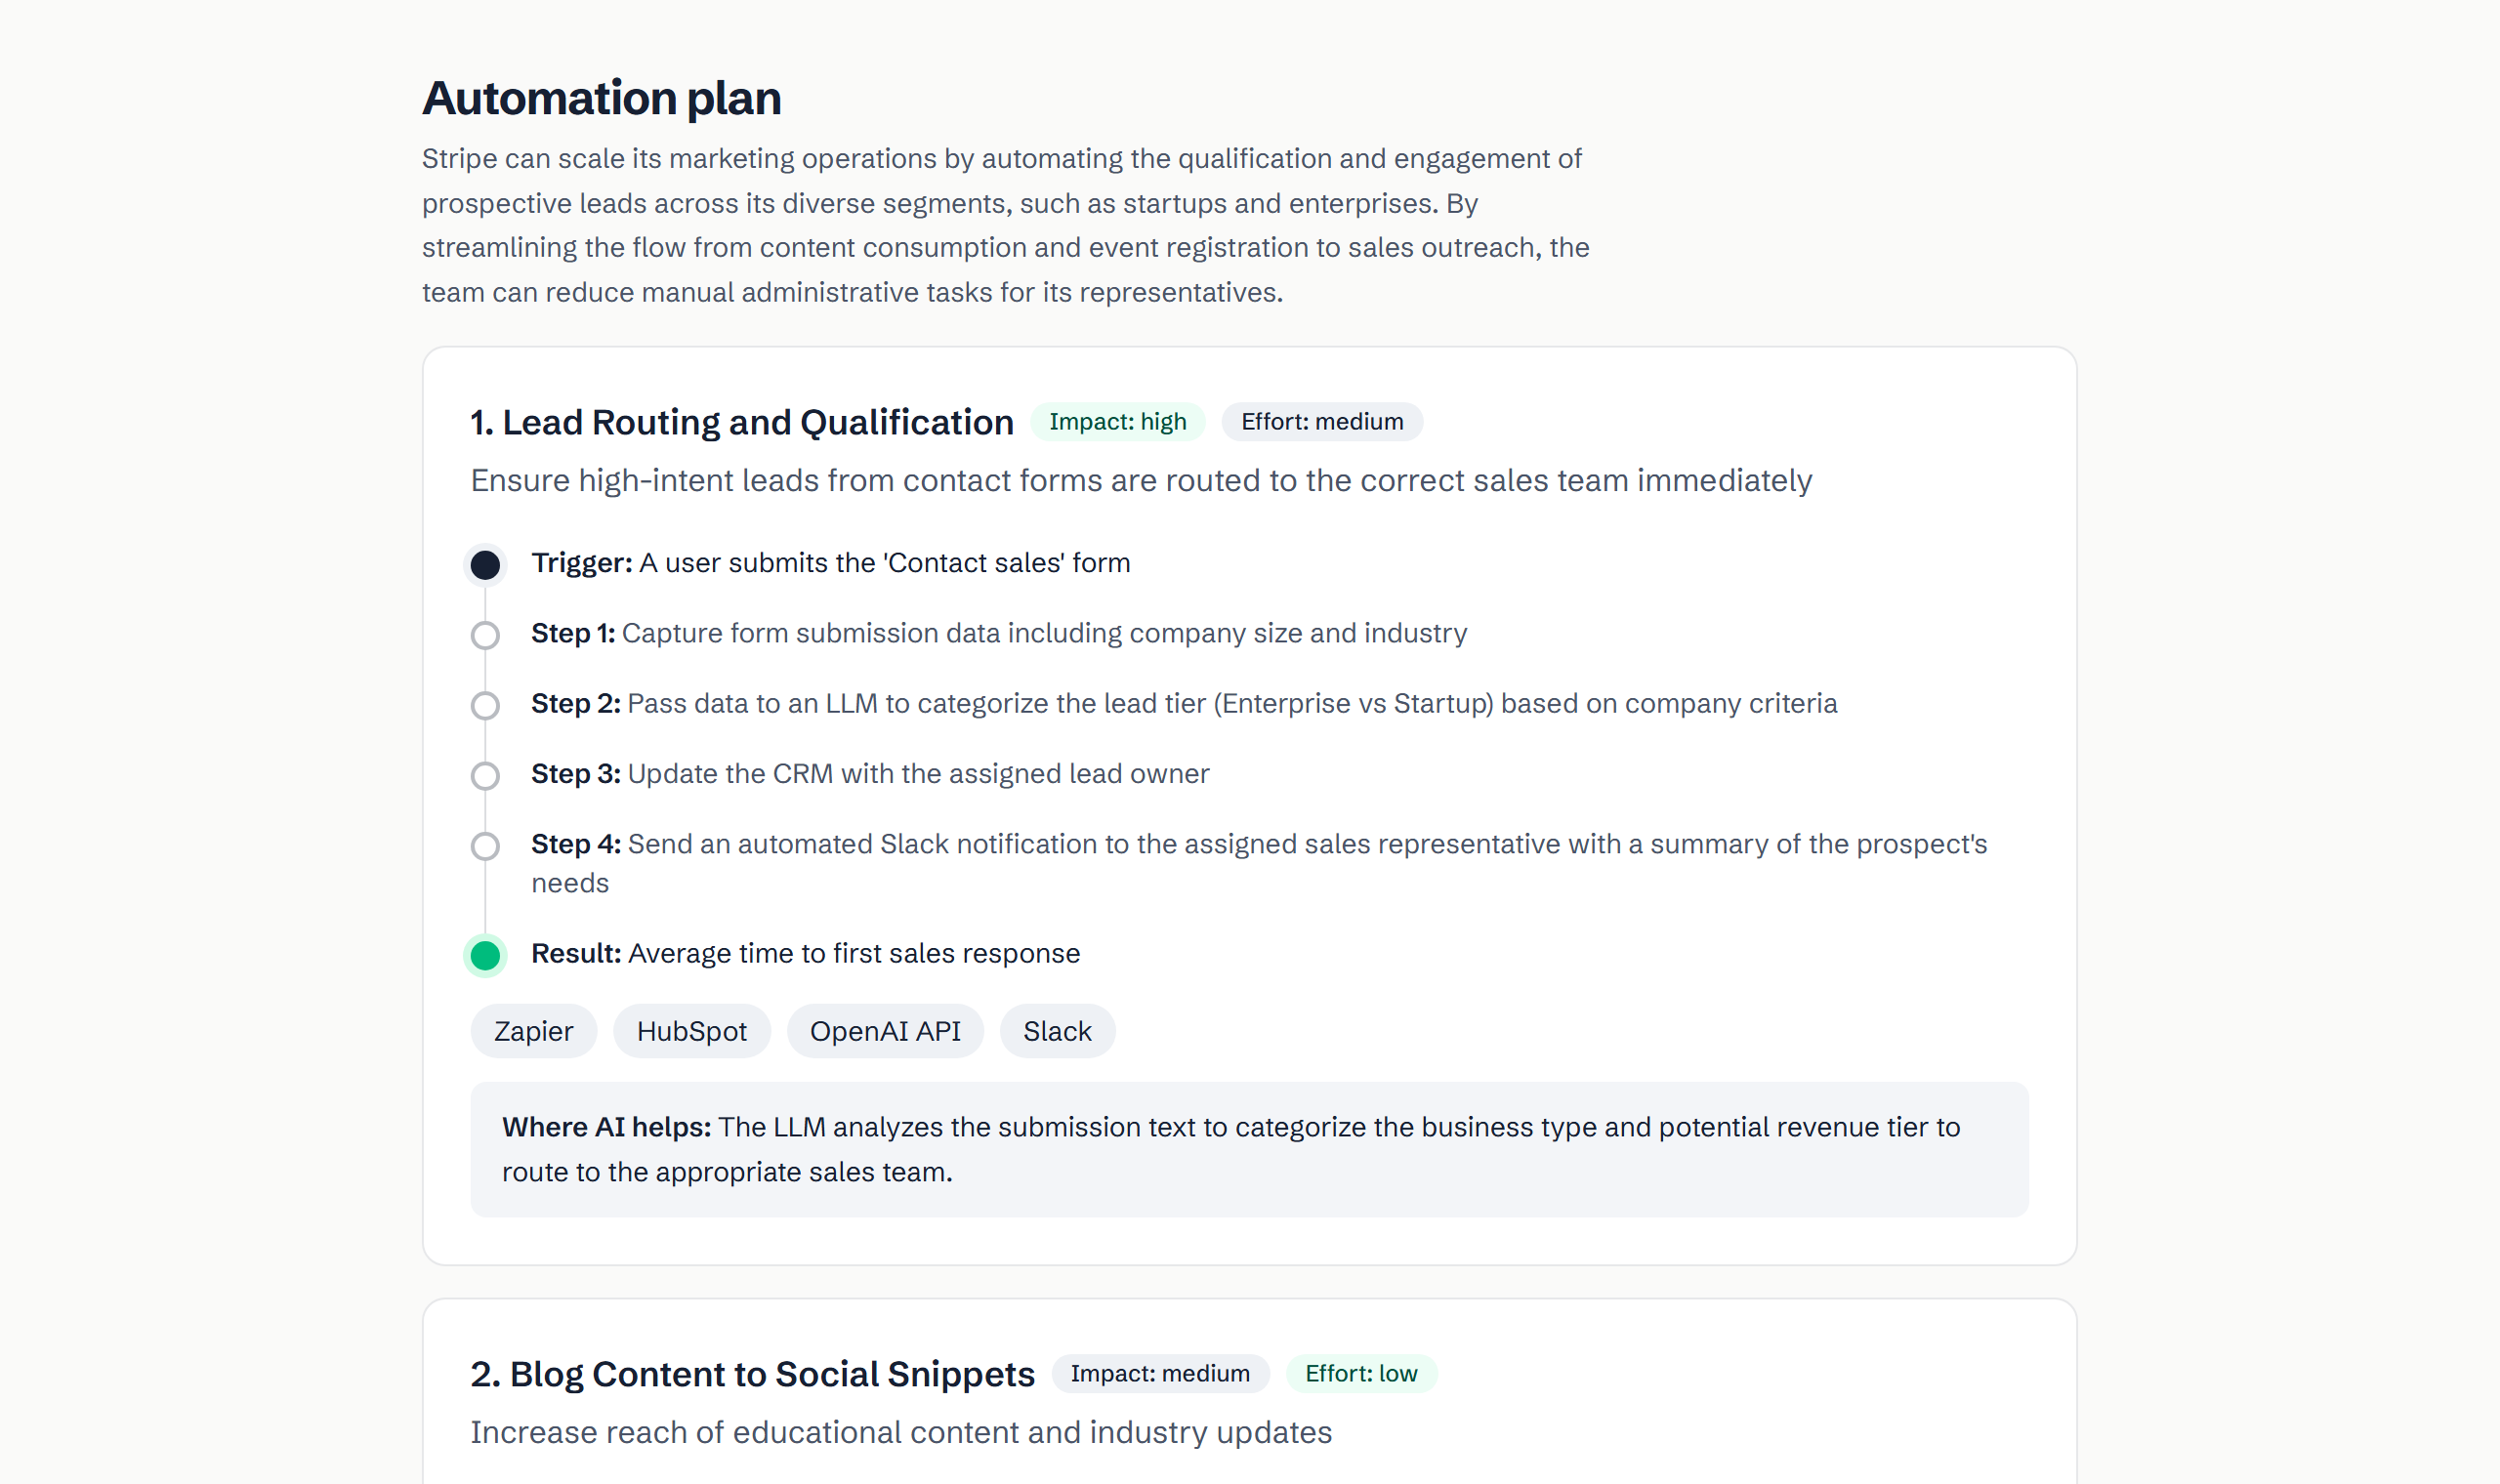 Automation plan
Stripe can scale its marketing operations by automating the qualification and engagement of
prospective leads across its diverse segments, such as startups and enterprises. By
streamlining the flow from content consumption and event registration to sales outreach, the
team can reduce manual administrative tasks for its representatives.
1. Lead Routing and Qualification Impact: high Effort: medium
Ensure high-intent leads from contact forms are routed to the correct sales team immediately
Trigger: A user submits the 'Contact sales' form
Step 1: Capture form submission data including company size and industry
Step 2: Pass data to an LLM to categorize the lead tier (Enterprise vs Startup) based on company criteria
Step 3: Update the CRM with the assigned lead owner
Step 4: Send an automated Slack notification to the assigned sales representative with a summary of the prospect's
needs
Result: Average time to first sales response
Zapier HubSpot OpenAI API Slack
Where AI helps: The LLM analyzes the submission text to categorize the business type and potential revenue tier to
route to the appropriate sales team.
2. Blog Content to Social Snippets Impact: medium Effort: low
Increase reach of educational content and industry updates